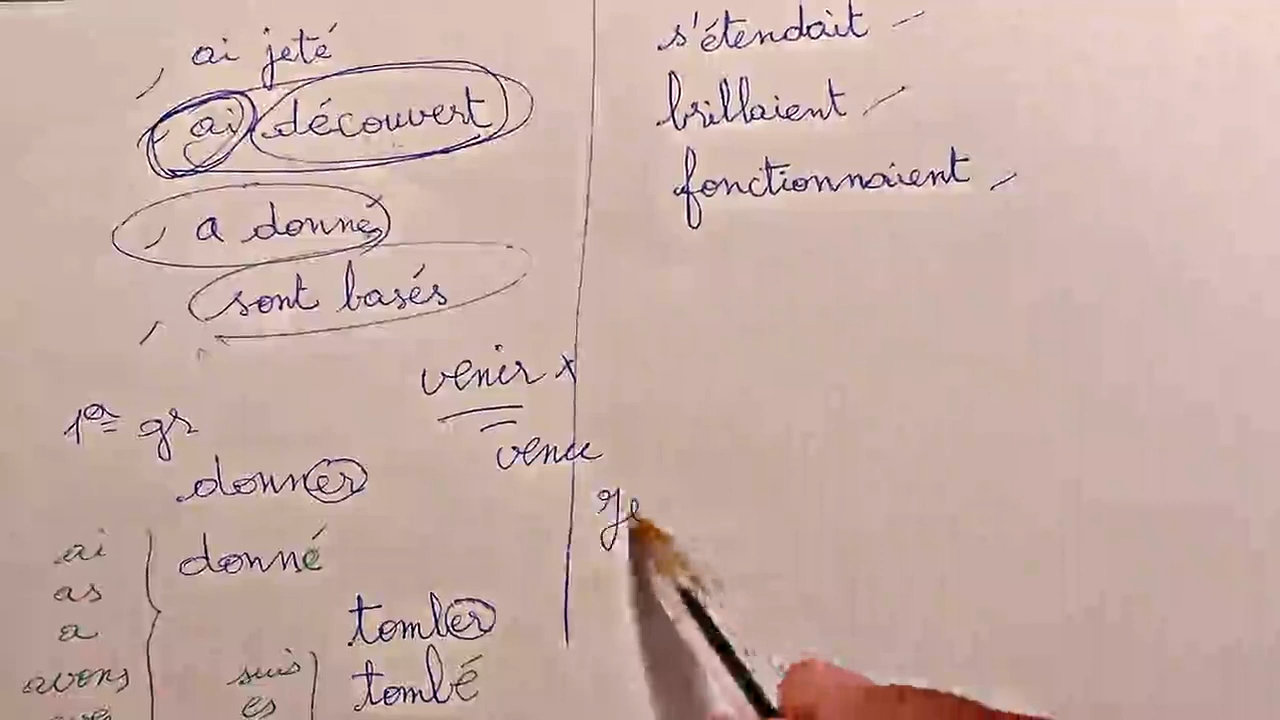 ai jeté
ai découvert
a donné
sont basés
venir x
venu
1er gr
donner
donné
ai
as
a
avons
tomber
tombé
suis
es
s'étendait
brillaient
fonctionnaient
Je